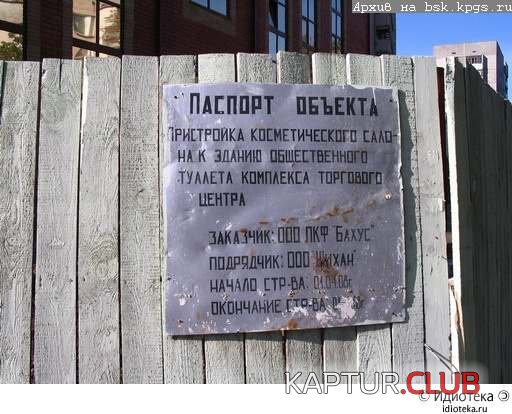 Архив на bsk.kpgs.ru
"ПАСПОРТ ОБЪЕКТА
ПРИСТРОЙКА КОСМЕТИЧЕСКОГО САЛО-
НА К ЗДАНИЮ ОБЩЕСТВЕННОГО
ТУАЛЕТА КОМПЛЕКСА ТОРГОВОГО
ЦЕНТРА
ЗАКАЗЧИК: ООО ПКФ "БАХУС"
ПОДРЯДЧИК: ООО
НАЧАЛО СТР-ВА:
ОКОНЧАНИЕ СТР-ВА:
KAPTUR.CLUB
© Идиотека
idioteka.ru